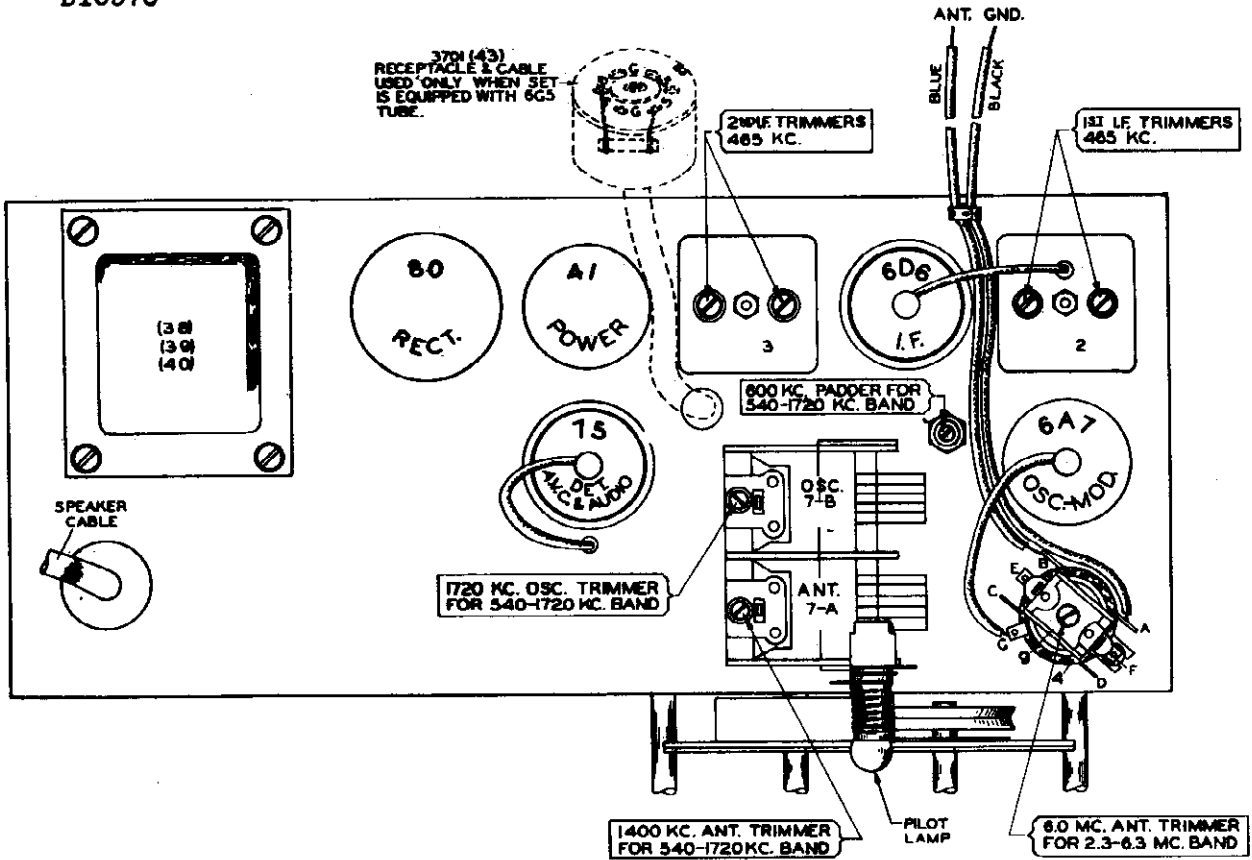 ANT. GND.
3701 (43)
RECEPTACLE & CABLE
USED ONLY WHEN SET
IS EQUIPPED WITH 6G5
TUBE.
BLUE
BLACK
2ND I.F. TRIMMERS
465 KC.
1ST I.F. TRIMMERS
465 KC.
(38)
(39)
(40)
80
RECT.
A1
POWER
3
6D6
I.F.
2
600 KC. PADDER FOR
540-1720 KC. BAND
75
DET.
A.V.C. & AUDIO
6A7
OSC.-MOD.
SPEAKER
CABLE
OSC.
7-B
1720 KC. OSC. TRIMMER
FOR 540-1720 KC. BAND
ANT.
7-A
E
B
C
A
G
9
4
D
F
1400 KC. ANT. TRIMMER
FOR 540-1720 KC. BAND
PILOT
LAMP
6.0 MC. ANT. TRIMMER
FOR 2.3-6.3 MC. BAND